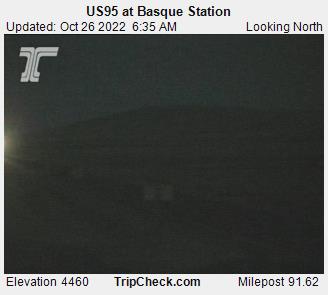 US95 at Basque Station
Updated: Oct 26 2022 6:35 AM Looking North
Elevation 4460 TripCheck.com Milepost 91.62